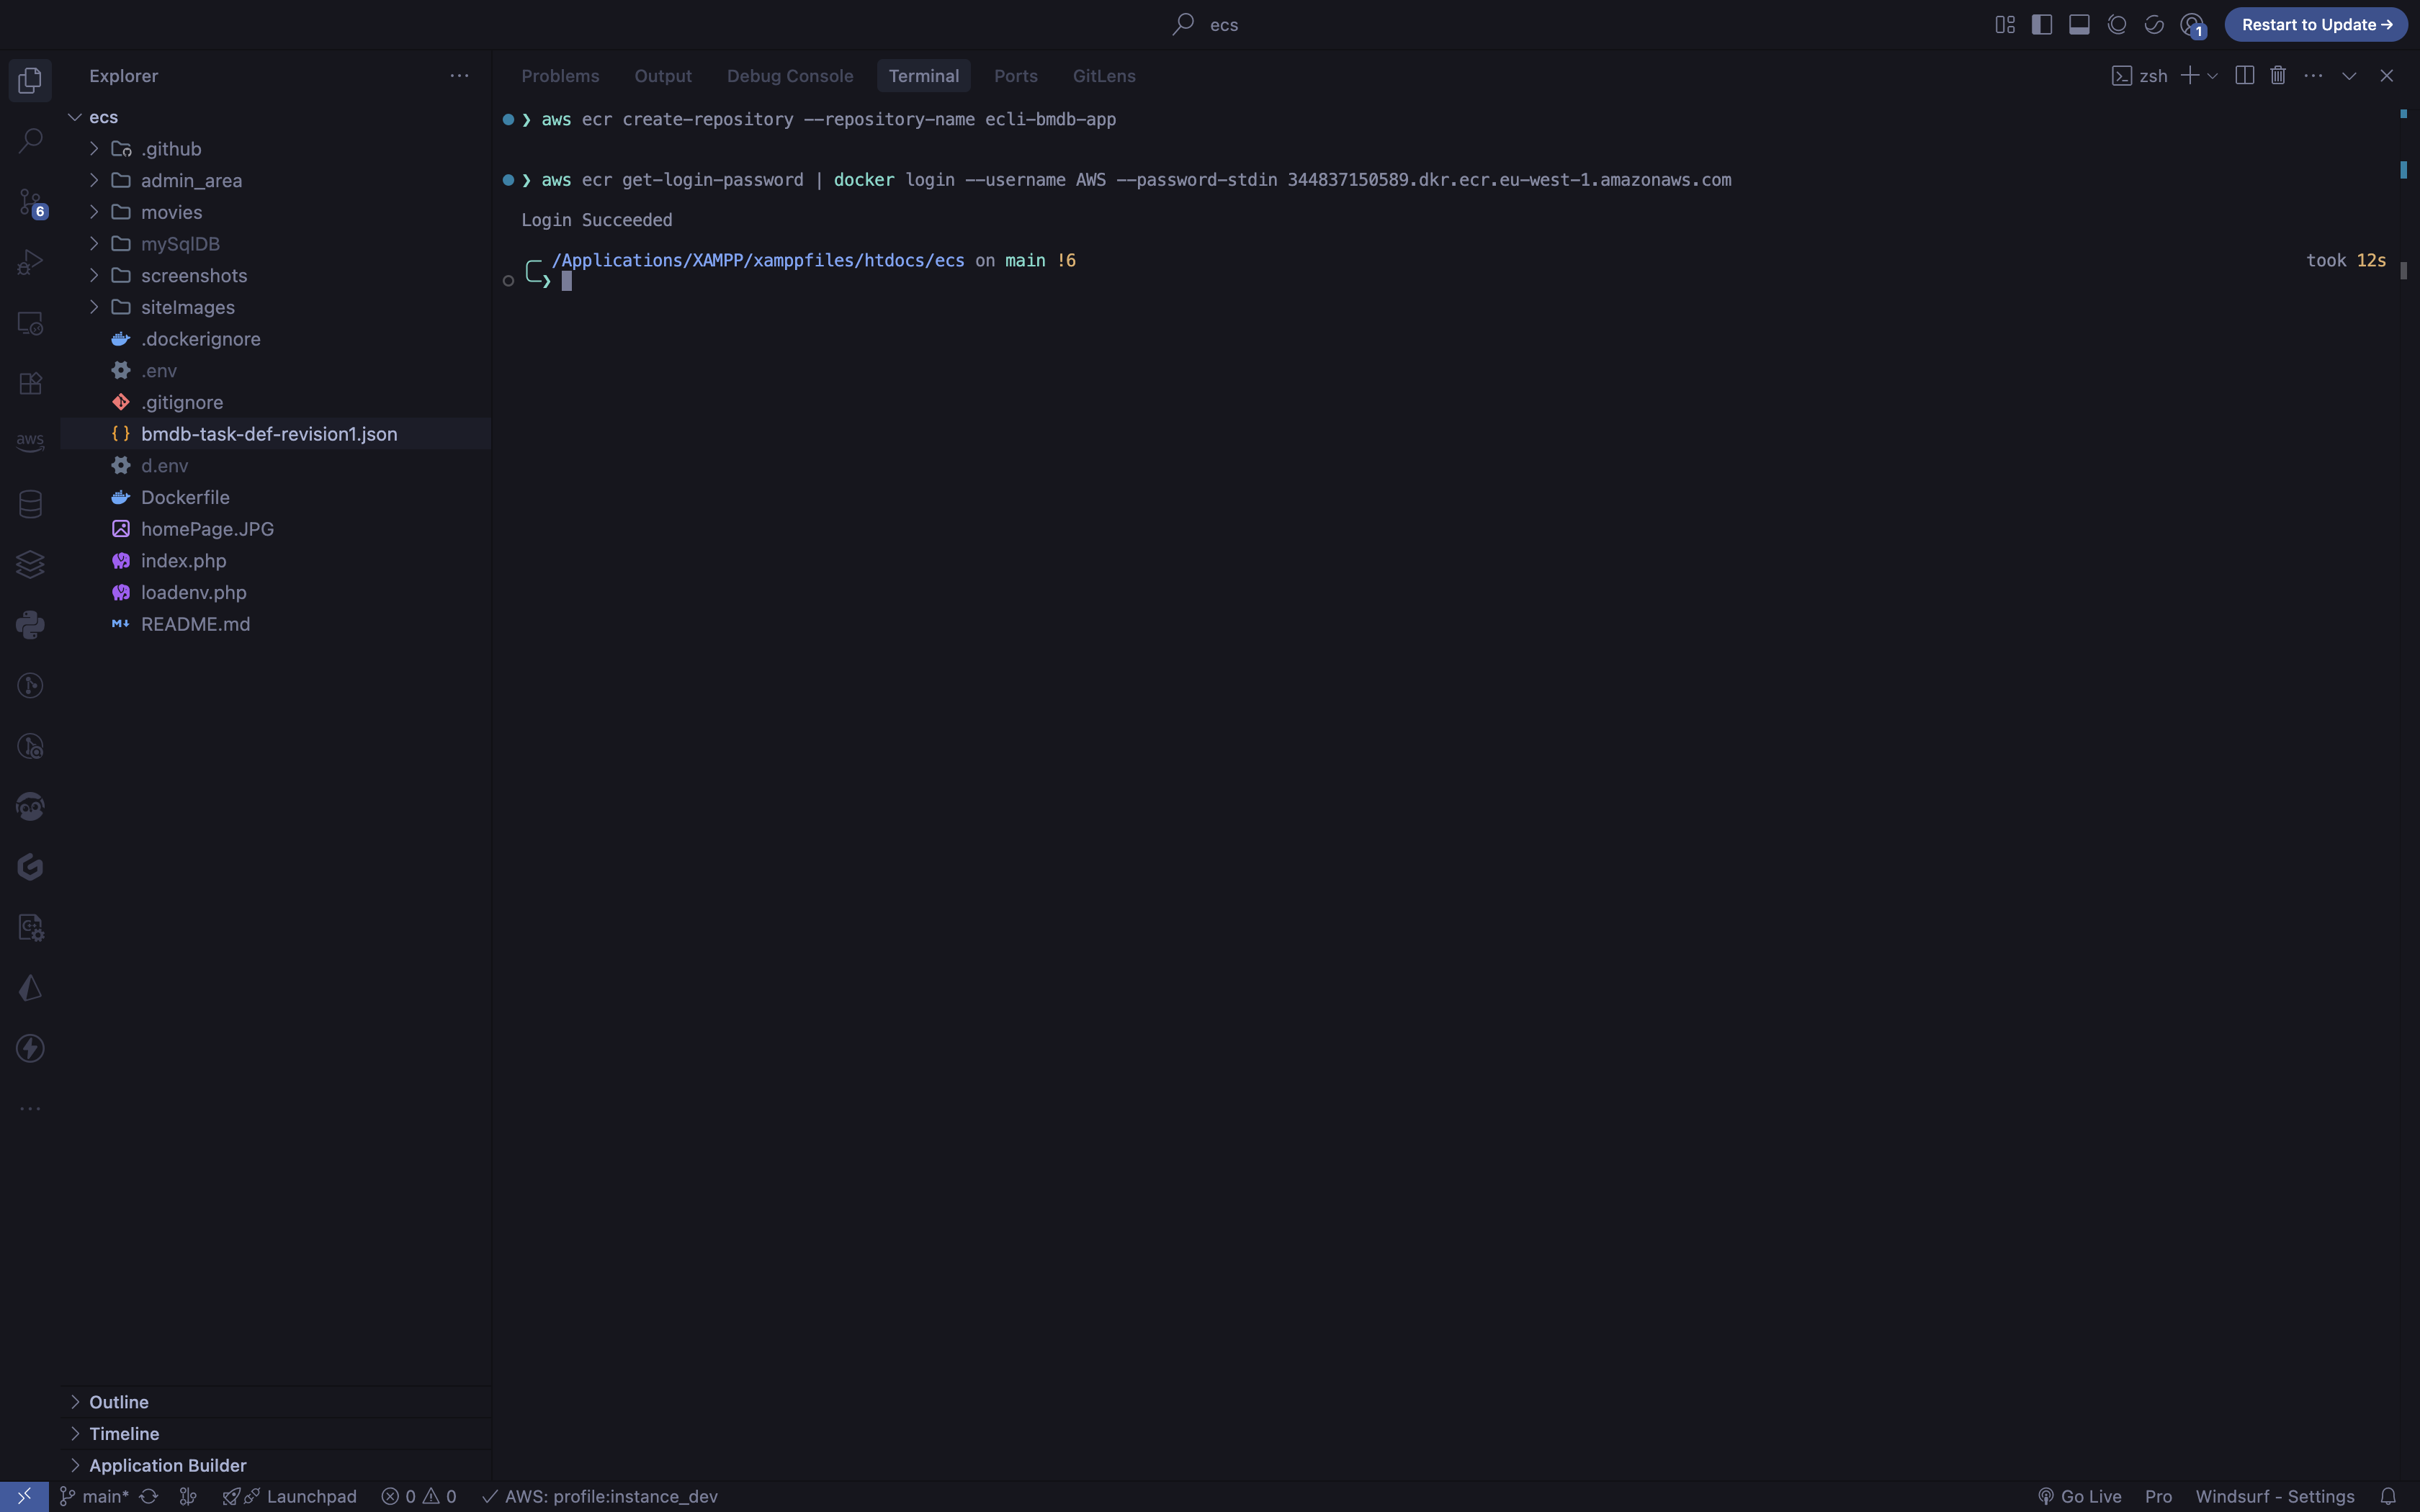 ecs
1
Restart to Update →
Explorer
Problems Output Debug Console Terminal Ports GitLens
zsh
ecs
.github
admin_area
movies
mySqlDB
screenshots
siteImages
.dockerignore
.env
.gitignore
{ } bmdb-task-def-revision1.json
d.env
Dockerfile
homePage.JPG
index.php
loadenv.php
M↓ README.md
6
aws
❯ aws ecr create-repository --repository-name ecli-bmdb-app
❯ aws ecr get-login-password | docker login --username AWS --password-stdin 344837150589.dkr.ecr.eu-west-1.amazonaws.com
Login Succeeded
/Applications/XAMPP/xamppfiles/htdocs/ecs on main !6
took 12s
❯
Outline
Timeline
Application Builder
main* Launchpad 0 0 AWS: profile:instance_dev
Go Live Pro Windsurf - Settings